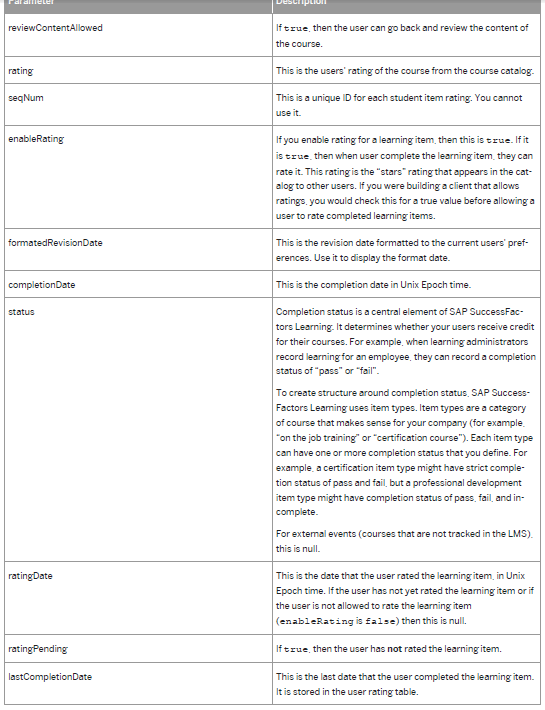 Parameter Description
reviewContentAllowed If true, then the user can go back and review the content of
the course.
rating This is the users' rating of the course from the course catalog.
seqNum This is a unique ID for each student item rating. You cannot
use it.
enableRating If you enable rating for a learning item, then this is true. If it
is true, then when user complete the learning item, they can
rate it. This rating is the “stars” rating that appears in the cat-
alog to other users. If you were building a client that allows
ratings, you would check this for a true value before allowing a
user to rate completed learning items.
formatedRevisionDate This is the revision date formatted to the current users' pref-
erences. Use it to display the format date.
completionDate This is the completion date in Unix Epoch time.
status Completion status is a central element of SAP SuccessFac-
tors Learning. It determines whether your users receive credit
for their courses. For example, when learning administrators
record learning for an employee, they can record a completion
status of “pass” or “fail”.
To create structure around completion status, SAP Success-
Factors Learning uses item types. Item types are a category
of course that makes sense for your company (for example,
“on the job training” or “certification course”). Each item type
can have one or more completion status that you define. For
example, a certification item type might have strict comple-
tion status of pass and fail, but a professional development
item type might have completion status of pass, fail, and in-
complete.
For external events (courses that are not tracked in the LMS),
this is null.
ratingDate This is the date that the user rated the learning item, in Unix
Epoch time. If the user has not yet rated the learning item or if
the user is not allowed to rate the learning item
(enableRating is false) then this is null.
ratingPending If true, then the user has not rated the learning item.
lastCompletionDate This is the last date that the user completed the learning item.
It is stored in the user rating table.